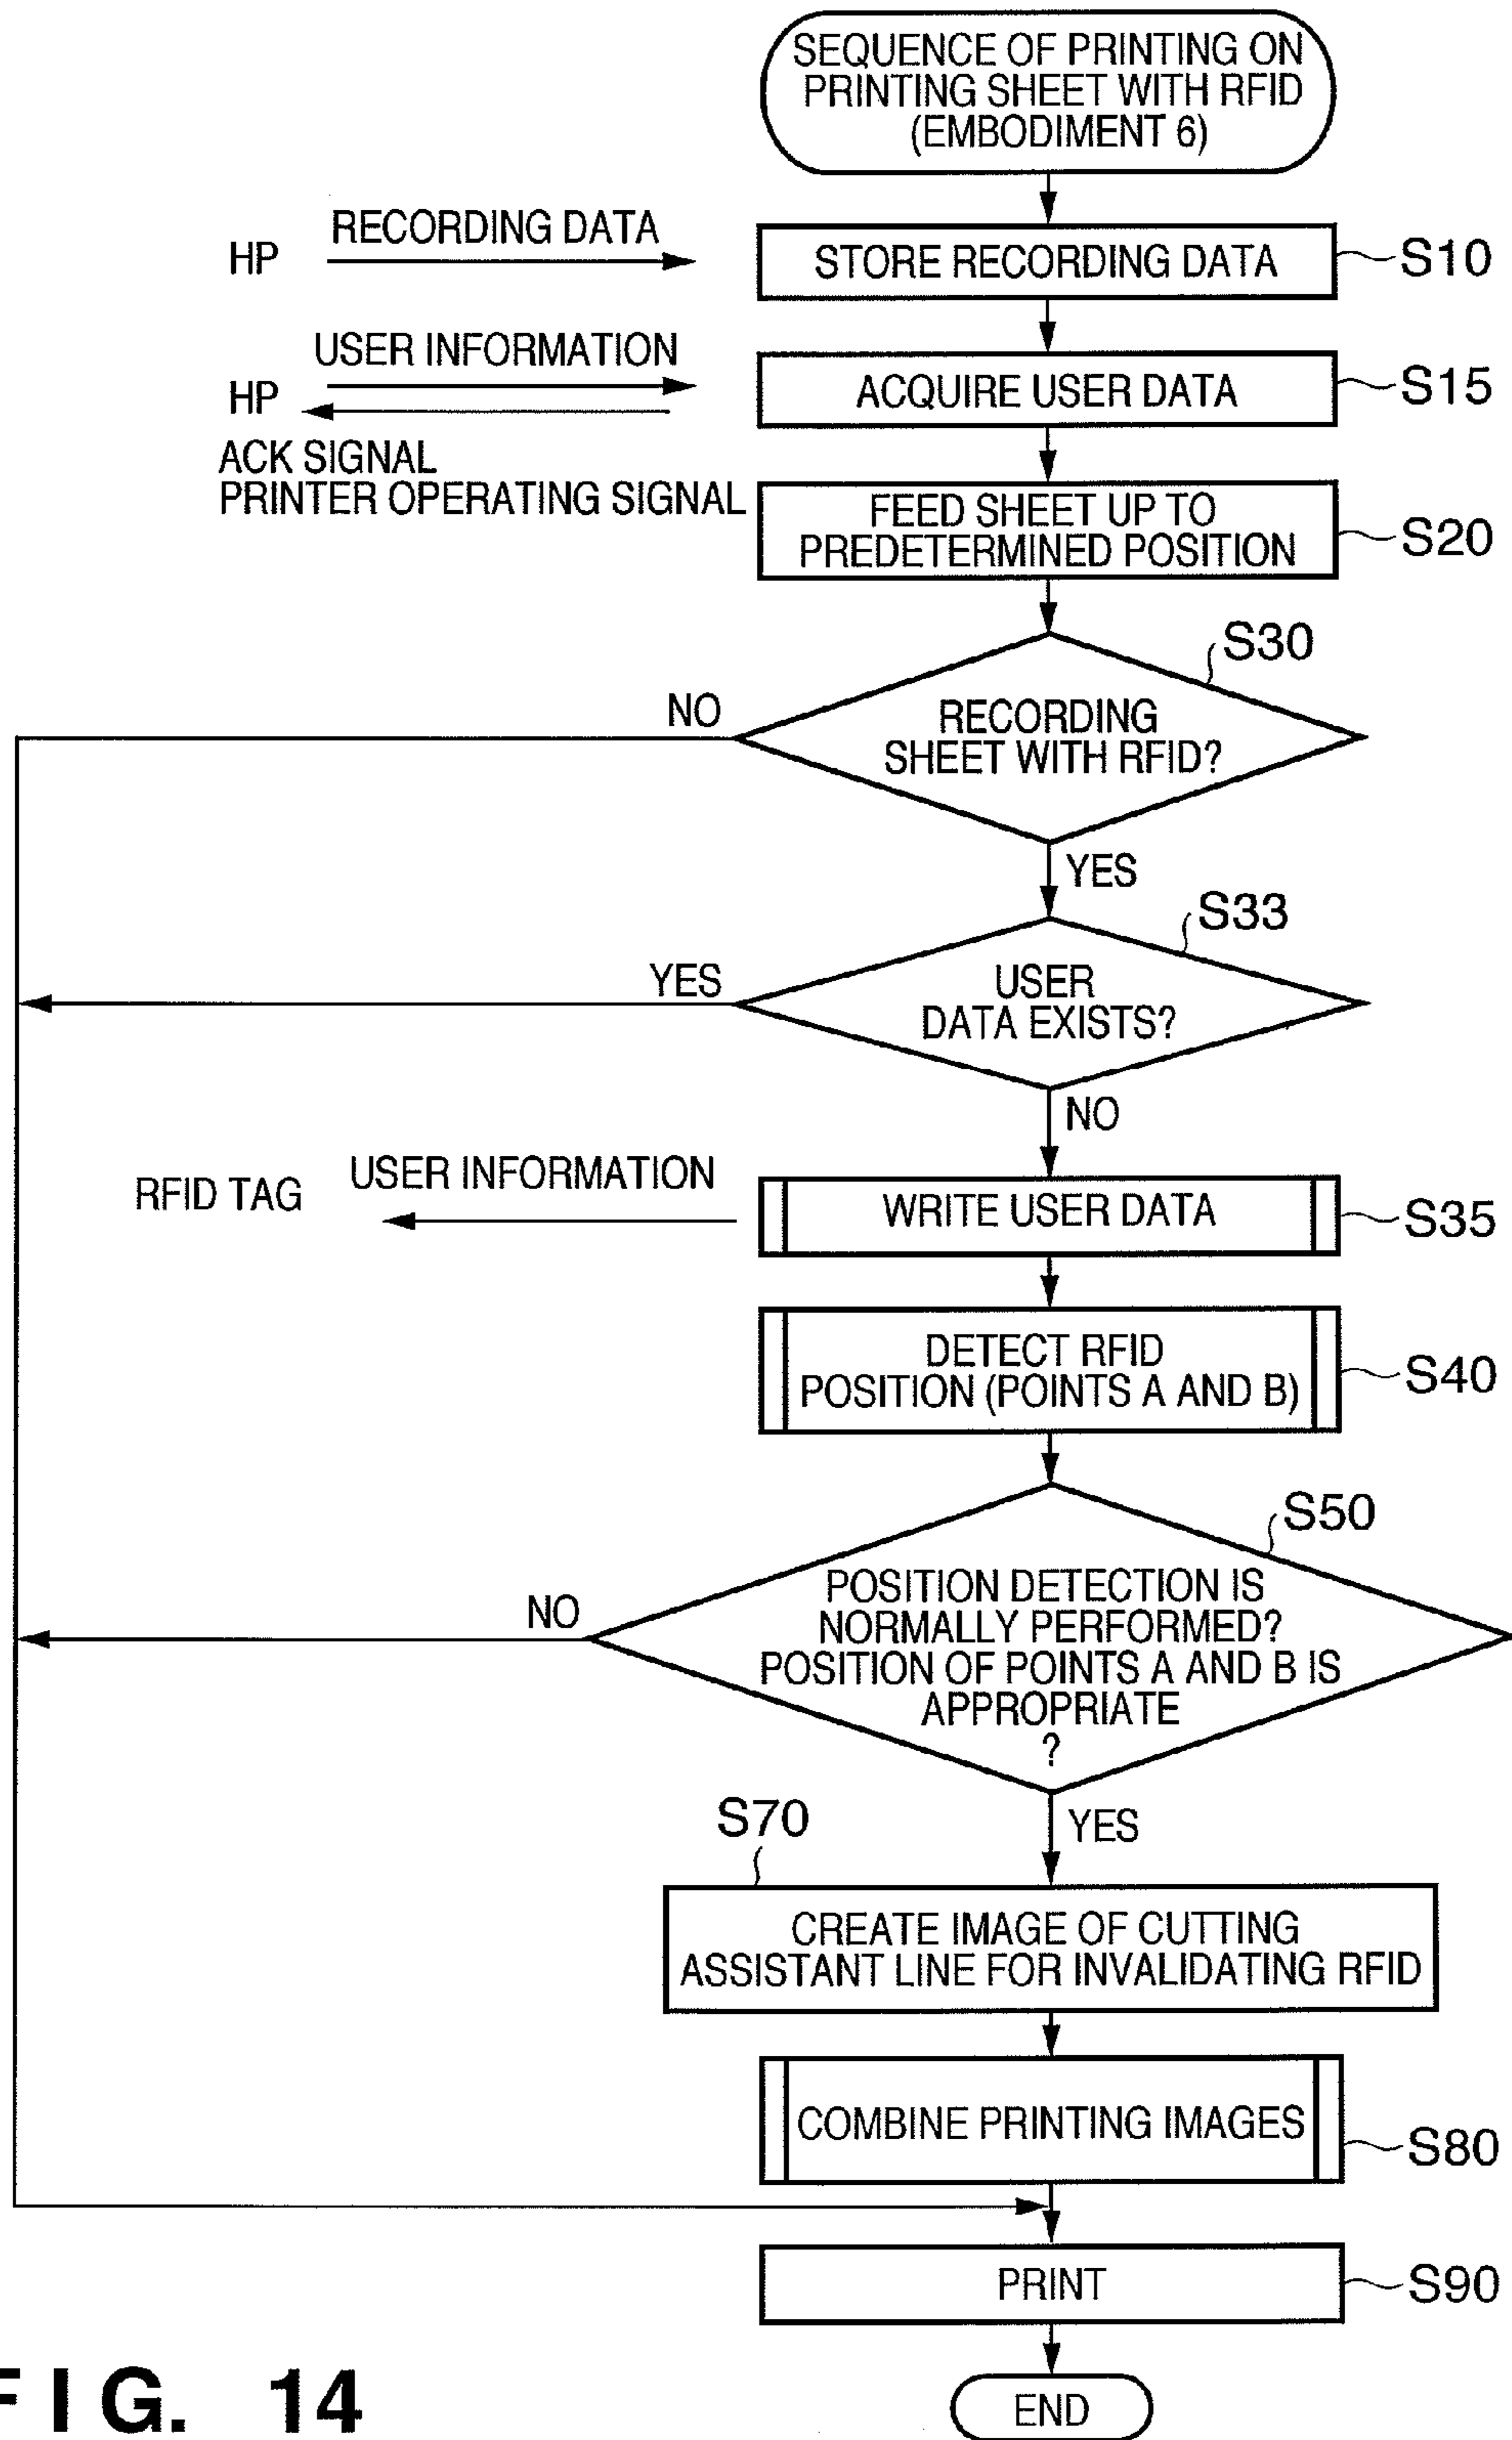 SEQUENCE OF PRINTING ON
PRINTING SHEET WITH RFID
(EMBODIMENT 6)
RECORDING DATA
HP
STORE RECORDING DATA
S10
USER INFORMATION
HP
ACQUIRE USER DATA
S15
ACK SIGNAL
PRINTER OPERATING SIGNAL
FEED SHEET UP TO
PREDETERMINED POSITION
S20
S30
NO
RECORDING
SHEET WITH RFID?
YES
S33
YES
USER
DATA EXISTS?
NO
RFID TAG
USER INFORMATION
WRITE USER DATA
S35
DETECT RFID
POSITION (POINTS A AND B)
S40
S50
NO
POSITION DETECTION IS
NORMALLY PERFORMED?
POSITION OF POINTS A AND B IS
APPROPRIATE
?
YES
S70
CREATE IMAGE OF CUTTING
ASSISTANT LINE FOR INVALIDATING RFID
COMBINE PRINTING IMAGES
S80
PRINT
S90
END
FIG. 14